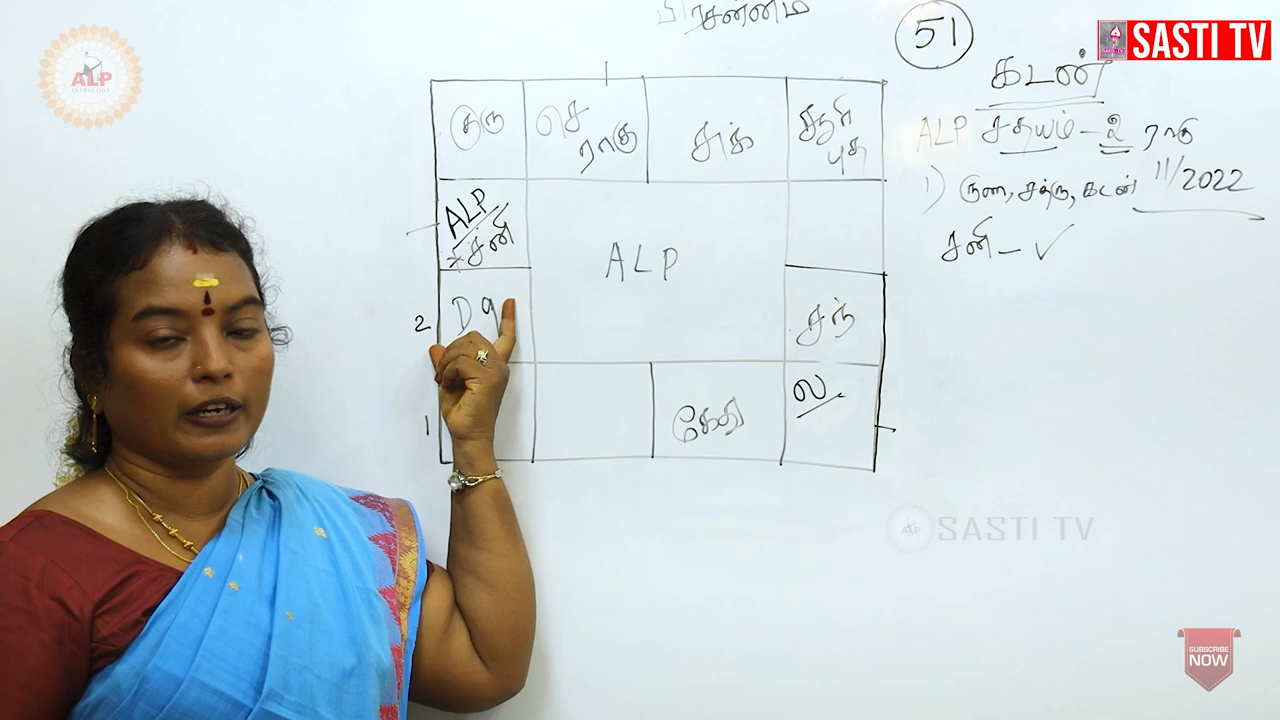 பிரசன்னம்
51
SASTI TV
ALP
ASTROLOGY
கடன்
ALP சதயம் - 2 ராகு
1) ருண, சத்ரு, கடன் 11/2022
சனி - ✓
குரு
செ
ராகு
சுக்
சூரி
புத
ALP
*சனி
ALP
2
சந்
1
கேது
ல
SASTI TV
SUBSCRIBE
NOW